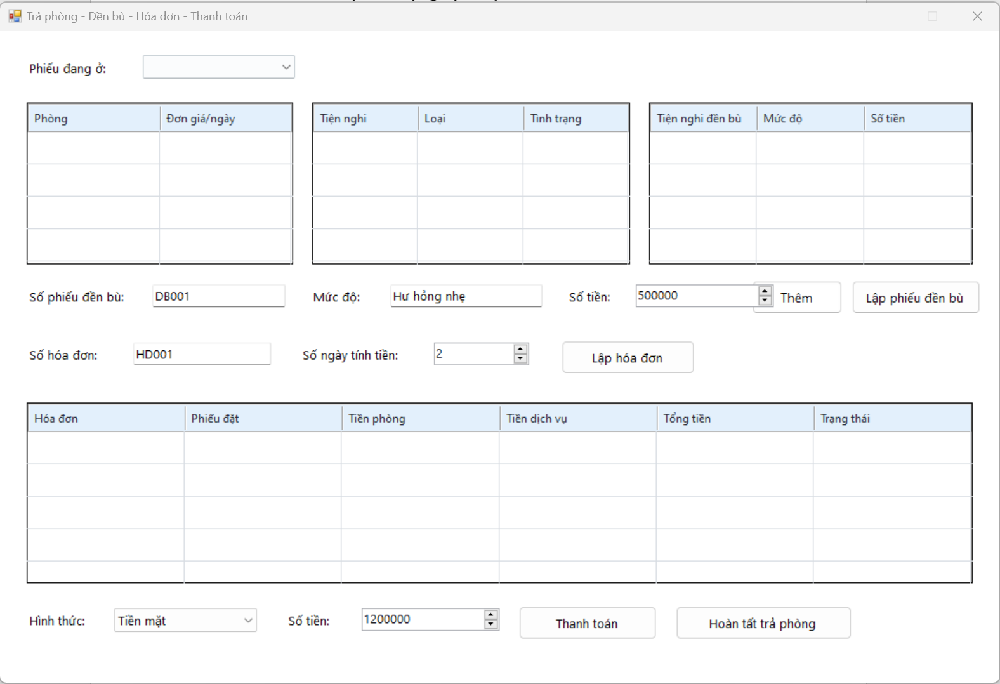 Trả phòng - Đền bù - Hóa đơn - Thanh toán
Phiếu đang ở:
Phòng Đơn giá/ngày Tiện nghi Loại Tình trạng Tiện nghi đền bù Mức độ Số tiền
Số phiếu đền bù: DB001 Mức độ: Hư hỏng nhẹ Số tiền: 500000 Thêm Lập phiếu đền bù
Số hóa đơn: HD001 Số ngày tính tiền: 2 Lập hóa đơn
Hóa đơn Phiếu đặt Tiền phòng Tiền dịch vụ Tổng tiền Trạng thái
Hình thức: Tiền mặt Số tiền: 1200000 Thanh toán Hoàn tất trả phòng